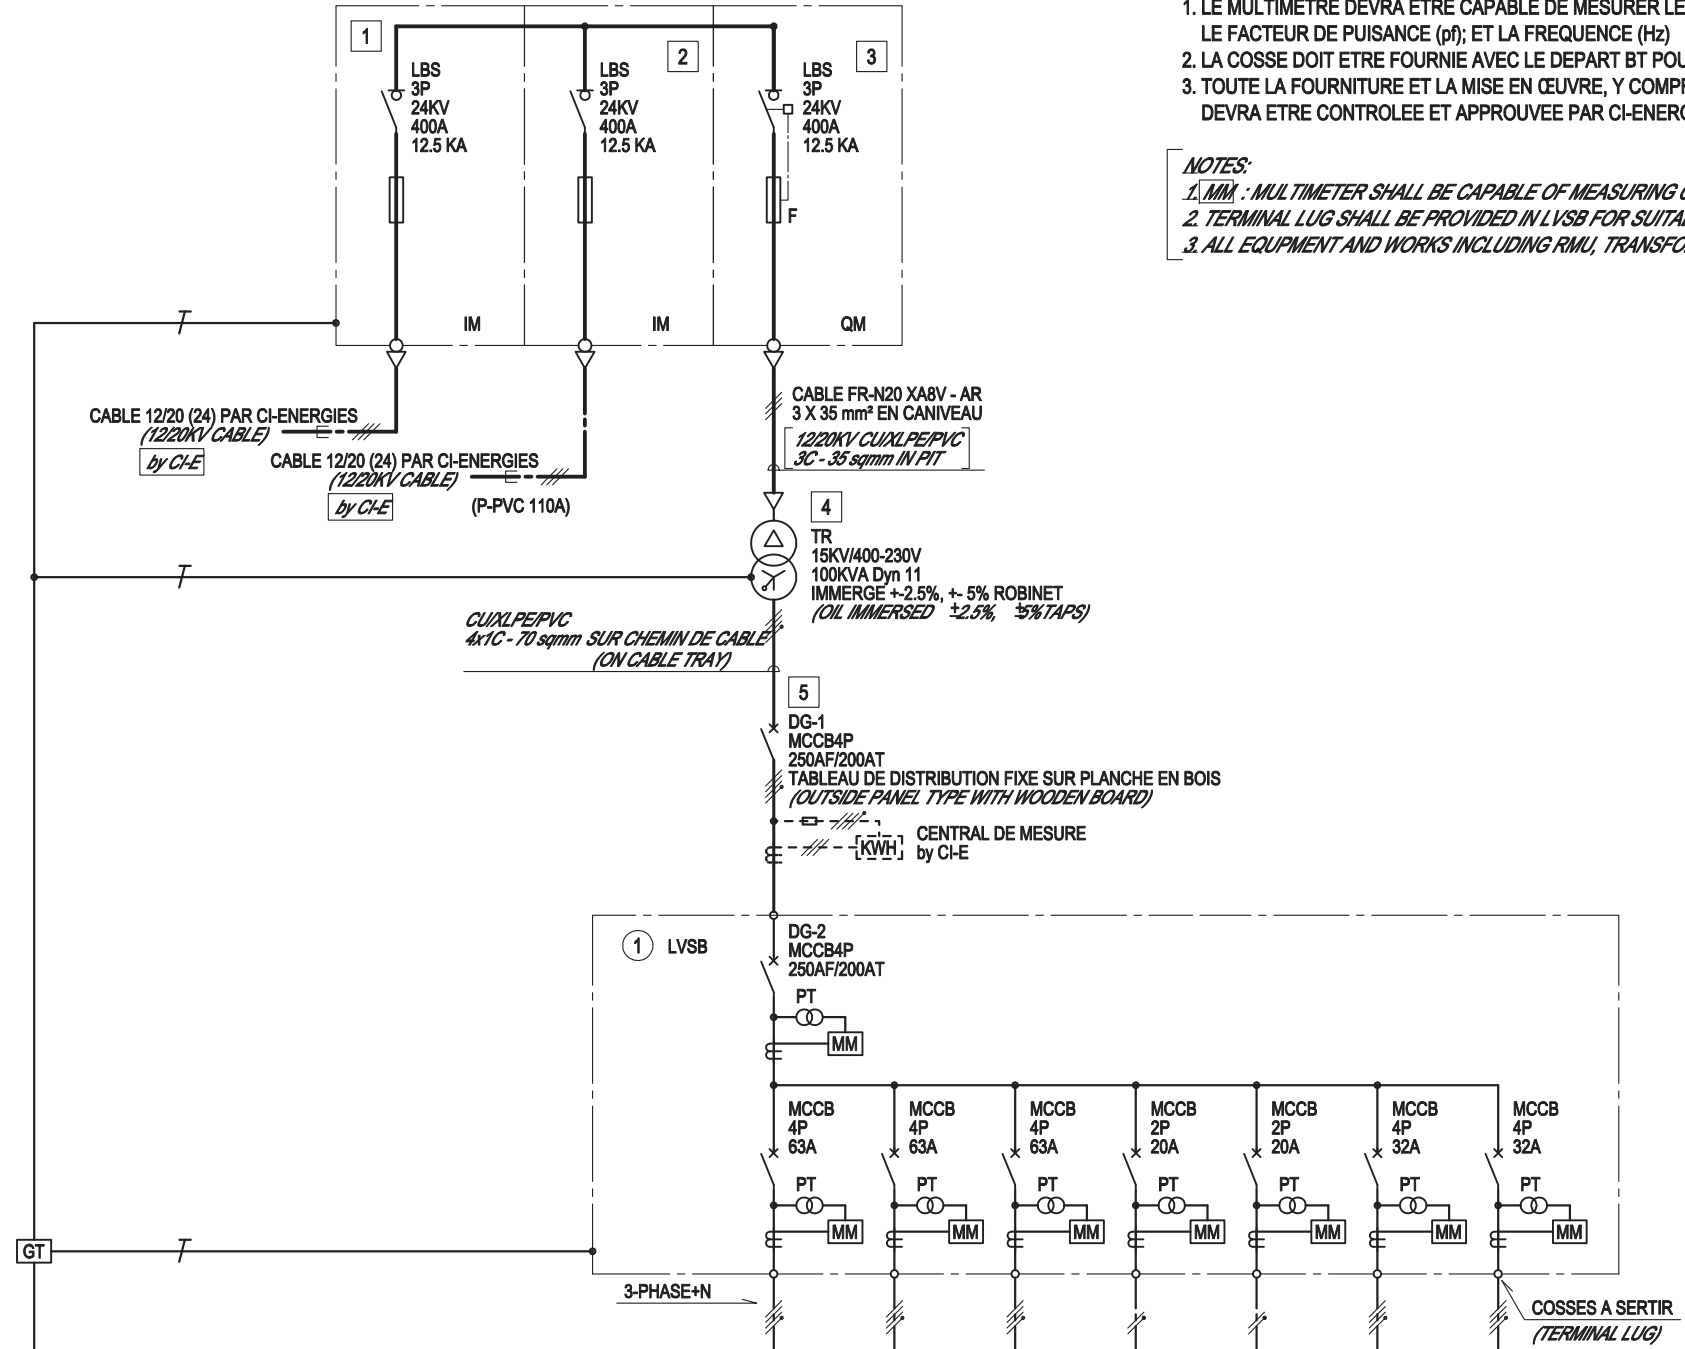 1. LE MULTIMETRE DEVRA ETRE CAPABLE DE MESURER LE
LE FACTEUR DE PUISANCE (pf); ET LA FREQUENCE (Hz)
2. LA COSSE DOIT ETRE FOURNIE AVEC LE DEPART BT POU
3. TOUTE LA FOURNITURE ET LA MISE EN ŒUVRE, Y COMPR
DEVRA ETRE CONTROLEE ET APPROUVEE PAR CI-ENERG
NOTES:
1. MM : MULTIMETER SHALL BE CAPABLE OF MEASURING
2. TERMINAL LUG SHALL BE PROVIDED IN LVSB FOR SUITA
3. ALL EQUPMENT AND WORKS INCLUDING RMU, TRANSFO
1
LBS
3P
24KV
400A
12.5 KA
IM
2
LBS
3P
24KV
400A
12.5 KA
IM
3
LBS
3P
24KV
400A
12.5 KA
F
QM
CABLE 12/20 (24) PAR CI-ENERGIES
(12/20KV CABLE)
by CI-E
CABLE 12/20 (24) PAR CI-ENERGIES
(12/20KV CABLE)
by CI-E
(P-PVC 110A)
CABLE FR-N20 XA8V - AR
3 X 35 mm² EN CANIVEAU
12/20KV CU/XLPE/PVC
3C - 35 sqmm IN PIT
4
TR
15KV/400-230V
100KVA Dyn 11
IMMERGE +-2.5%, +- 5% ROBINET
(OIL IMMERSED ±2.5%, ±5% TAPS)
CU/XLPE/PVC
4x1C - 70 sqmm SUR CHEMIN DE CABLE
(ON CABLE TRAY)
5
DG-1
MCCB4P
250AF/200AT
TABLEAU DE DISTRIBUTION FIXE SUR PLANCHE EN BOIS
(OUTSIDE PANEL TYPE WITH WOODEN BOARD)
KWH
CENTRAL DE MESURE
by CI-E
1 LVSB
DG-2
MCCB4P
250AF/200AT
PT
MM
MCCB
4P
63A
PT
MM
MCCB
4P
63A
PT
MM
MCCB
4P
63A
PT
MM
MCCB
2P
20A
PT
MM
MCCB
2P
20A
PT
MM
MCCB
4P
32A
PT
MM
MCCB
4P
32A
PT
MM
GT
3-PHASE+N
COSSES A SERTIR
(TERMINAL LUG)